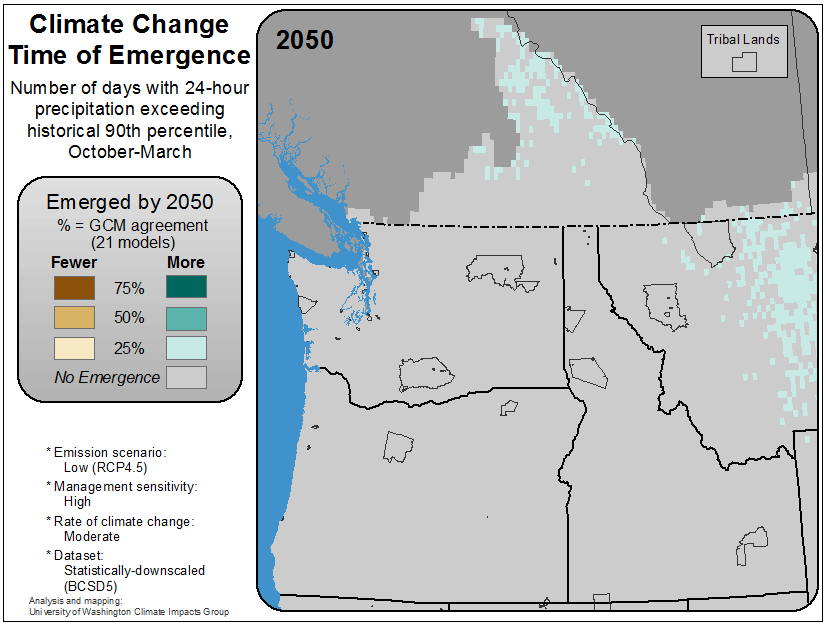 Climate Change
Time of Emergence
Number of days with 24-hour
precipitation exceeding
historical 90th percentile,
October-March
Emerged by 2050
% = GCM agreement
(21 models)
Fewer More
75%
50%
25%
No Emergence
* Emission scenario:
Low (RCP4.5)
* Management sensitivity:
High
* Rate of climate change:
Moderate
* Dataset:
Statistically-downscaled
(BCSD5)
Analysis and mapping:
University of Washington Climate Impacts Group
2050
Tribal Lands